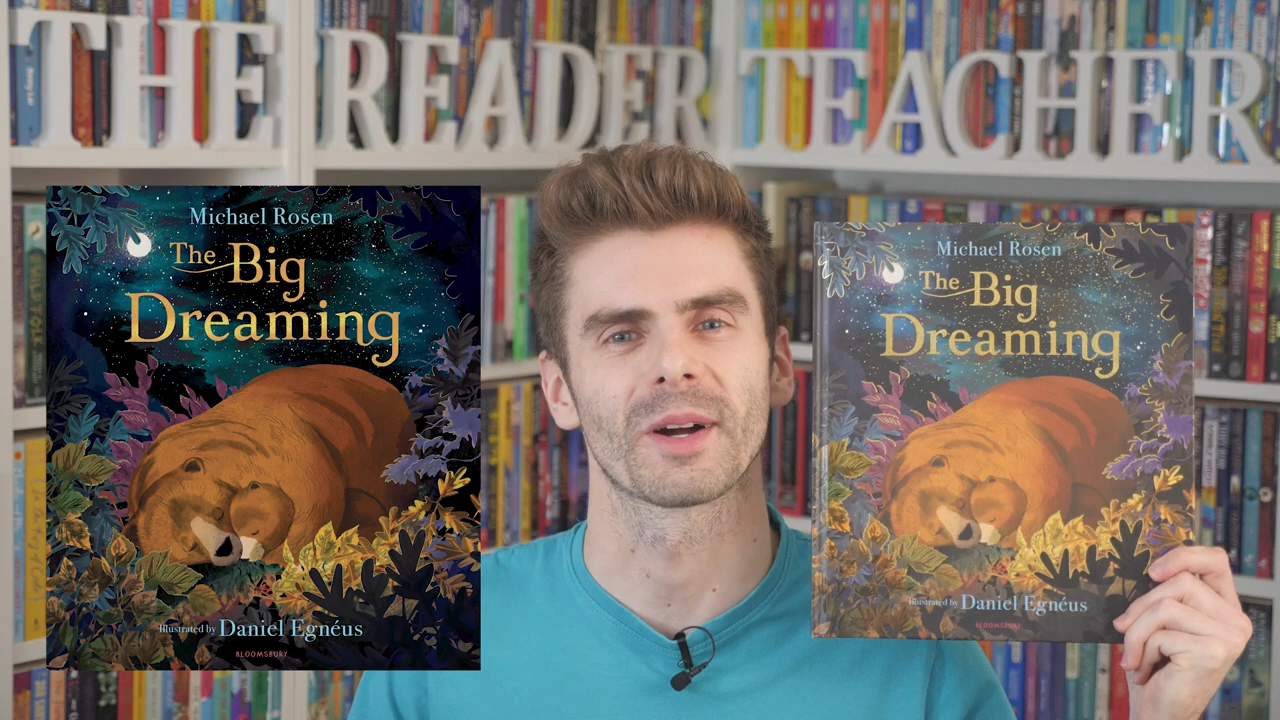 THE READER TEACHER
Michael Rosen
The Big
Dreaming
Illustrated by Daniel Egnéus
BLOOMSBURY
Michael Rosen
The Big
Dreaming
Illustrated by Daniel Egnéus
BLOOMSBURY